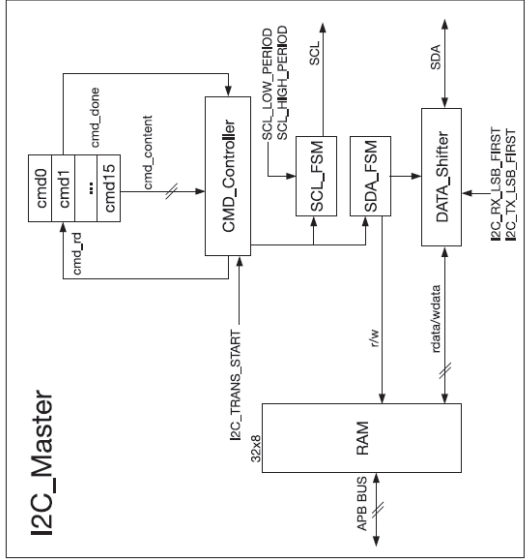 I2C_Master
cmd0
cmd1
...
cmd15
cmd_rd
cmd_done
cmd_content
CMD_Controller
I2C_TRANS_START
SCL_LOW_PERIOD
SCL_HIGH_PERIOD
SCL_FSM
SCL
SDA_FSM
r/w
32x8
RAM
APB BUS
rdata/wdata
DATA_Shifter
SDA
I2C_RX_LSB_FIRST
I2C_TX_LSB_FIRST